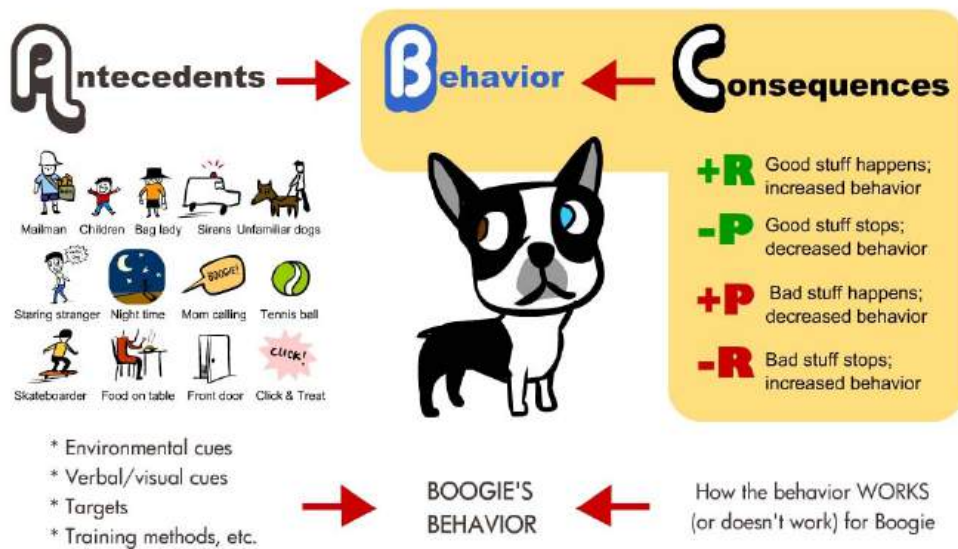 Antecedents
Behavior
Consequences
Mailman
Children
Bag lady
Sirens
Unfamiliar dogs
BOOGIE!
Staring stranger
Night time
Mom calling
Tennis ball
CLICK!
Skateboarder
Food on table
Front door
Click & Treat
+R Good stuff happens;
increased behavior
-P Good stuff stops;
decreased behavior
+P Bad stuff happens;
decreased behavior
-R Bad stuff stops;
increased behavior
* Environmental cues
* Verbal/visual cues
* Targets
* Training methods, etc.
BOOGIE'S
BEHAVIOR
How the behavior WORKS
(or doesn't work) for Boogie